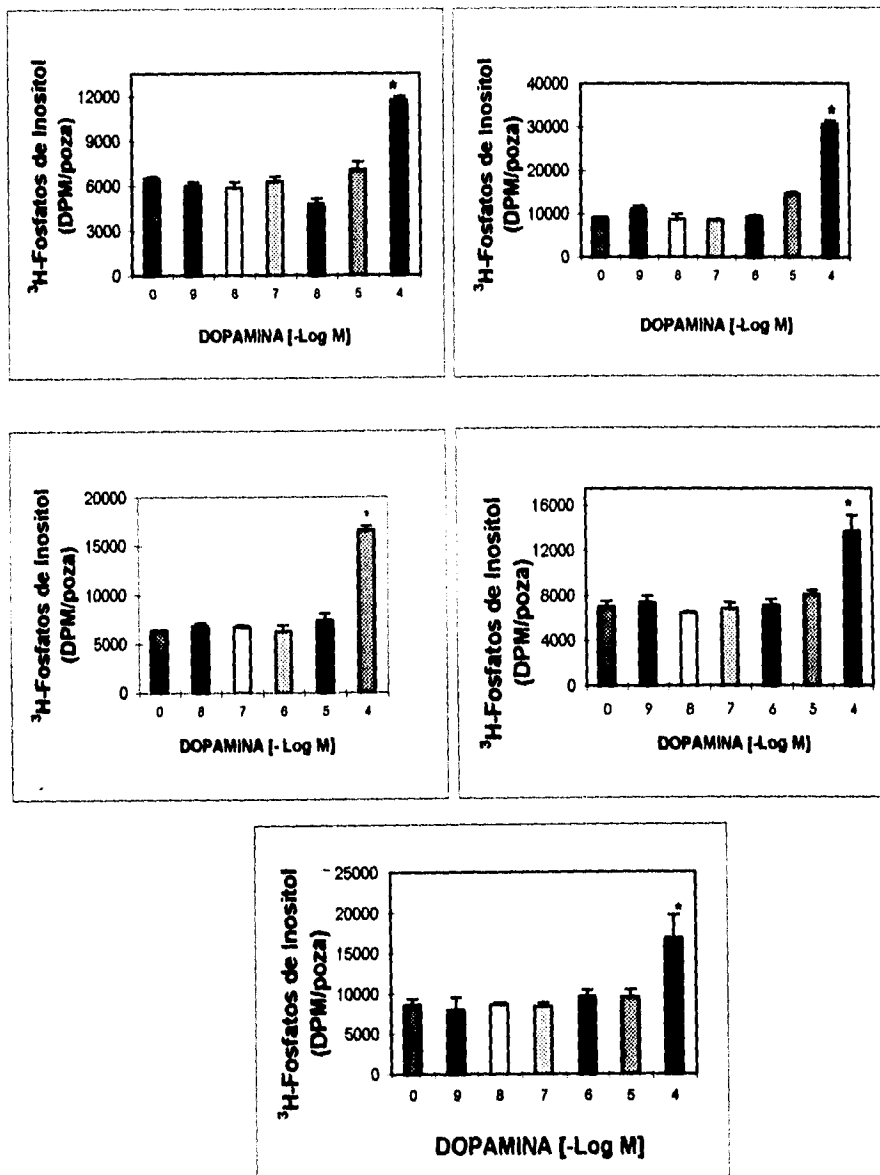 ³H-Fosfatos de Inositol
(DPM/poza)
12000
9000
6000
3000
0
*
0 9 8 7 8 5 4
DOPAMINA [-Log M]
³H-Fosfatos de Inositol
(DPM/poza)
40000
30000
20000
10000
0
*
0 9 8 7 6 5 4
DOPAMINA [-Log M]
³H-Fosfatos de Inositol
(DPM/poza)
20000
15000
10000
5000
0
*
0 8 7 6 5 4
DOPAMINA [- Log M]
³H-Fosfatos de Inositol
(DPM/poza)
16000
12000
8000
4000
0
*
0 9 8 7 6 5 4
DOPAMINA [-Log M]
³H-Fosfatos de Inositol
(DPM/poza)
25000
20000
15000
10000
5000
0
*
0 9 8 7 6 5 4
DOPAMINA [-Log M]